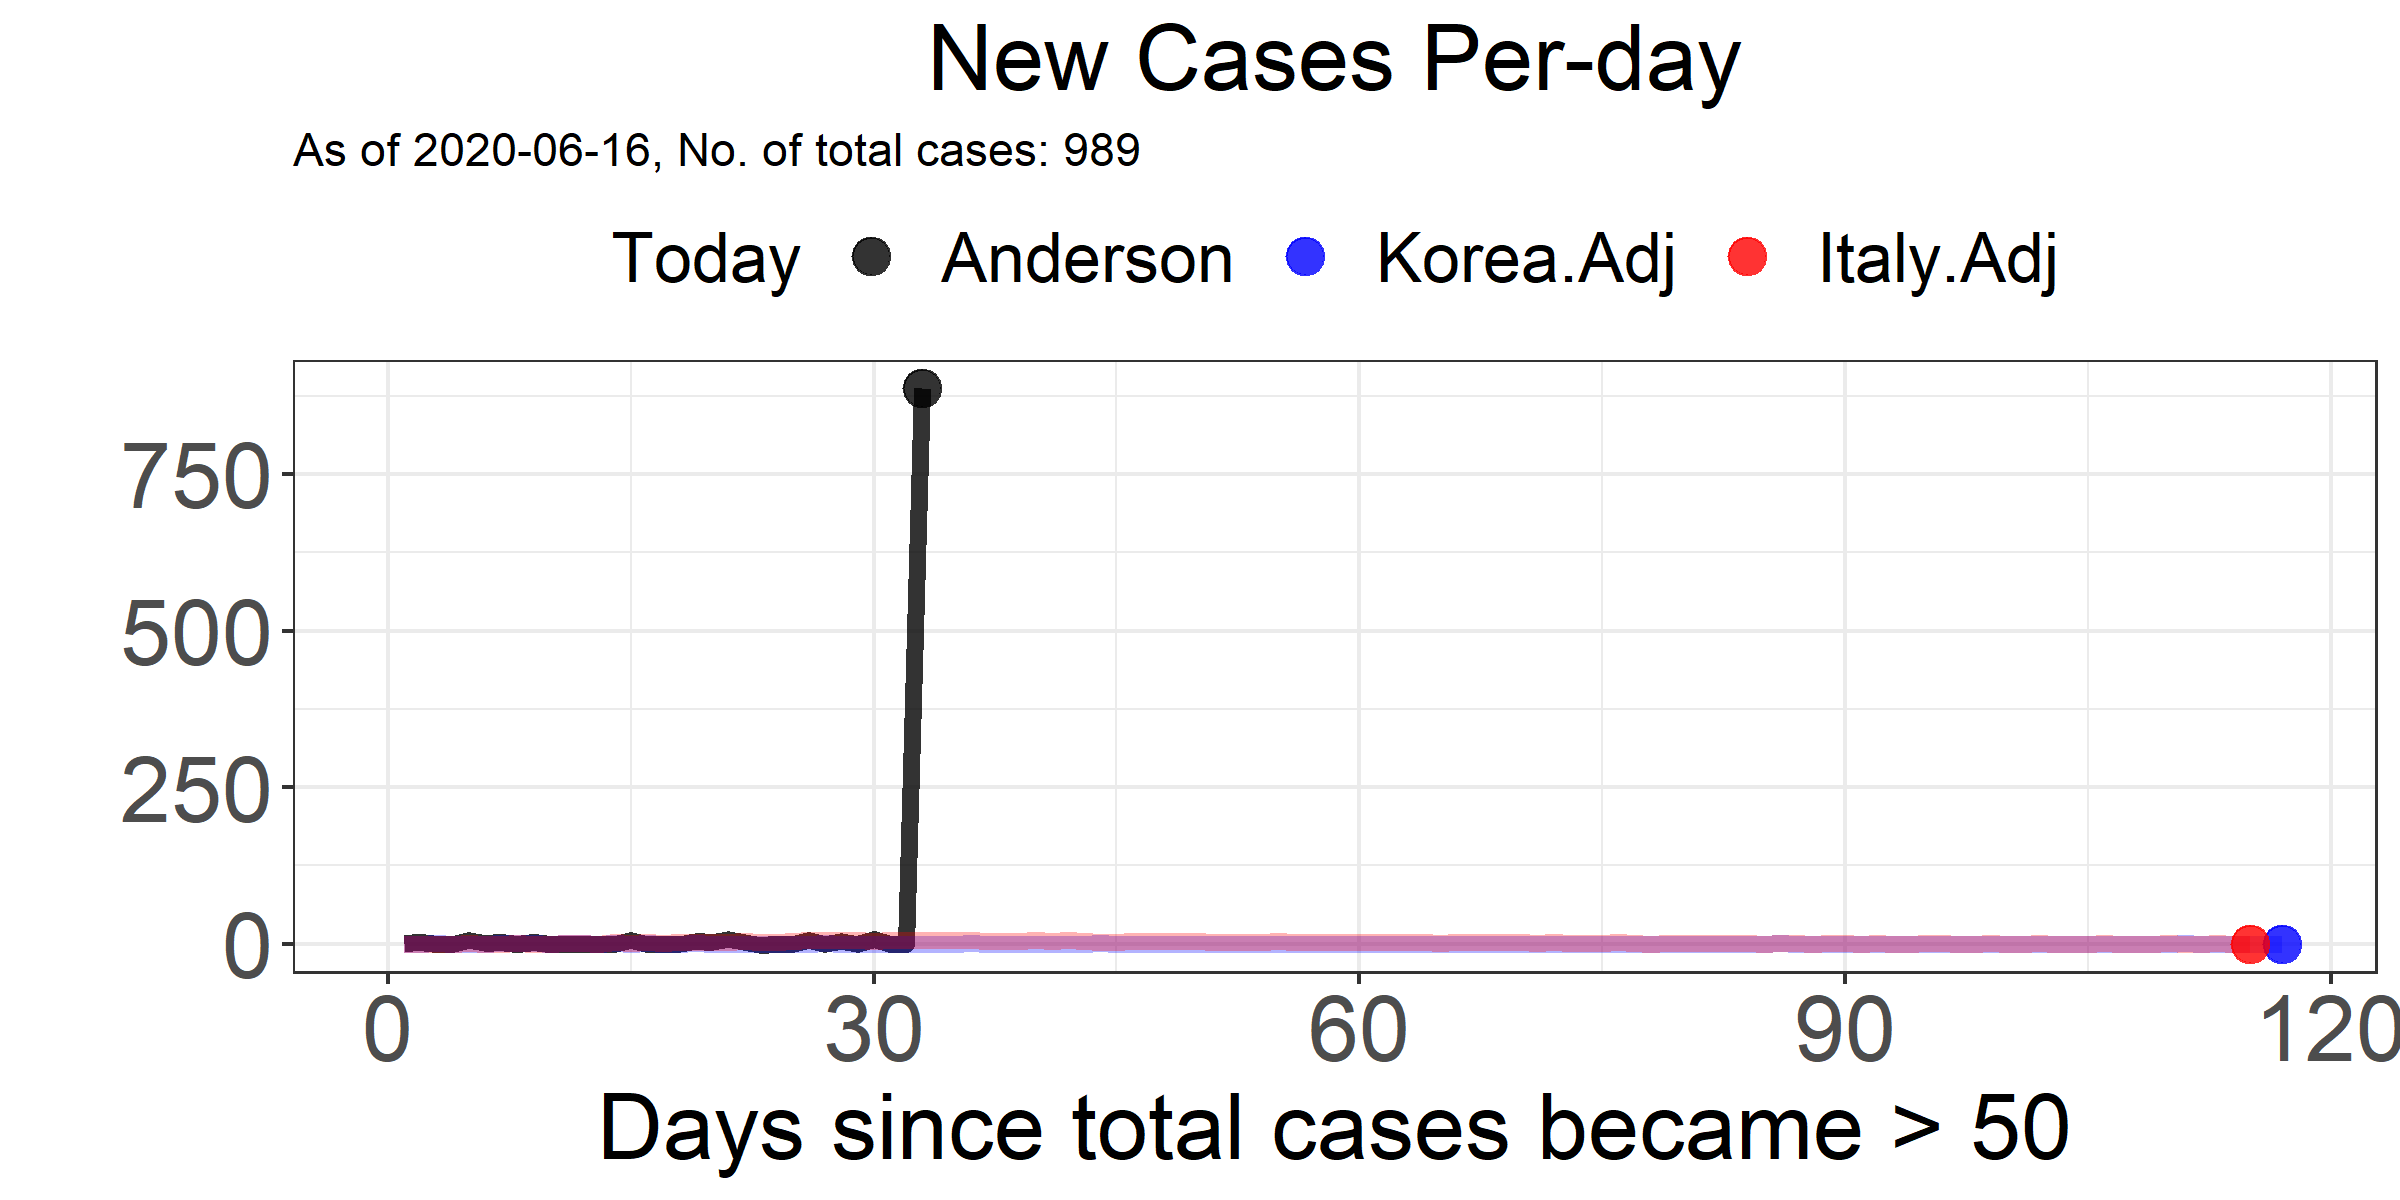 New Cases Per-day
As of 2020-06-16, No. of total cases: 989
Today Anderson Korea.Adj Italy.Adj
750
500
250
0
0 30 60 90 120
Days since total cases became > 50